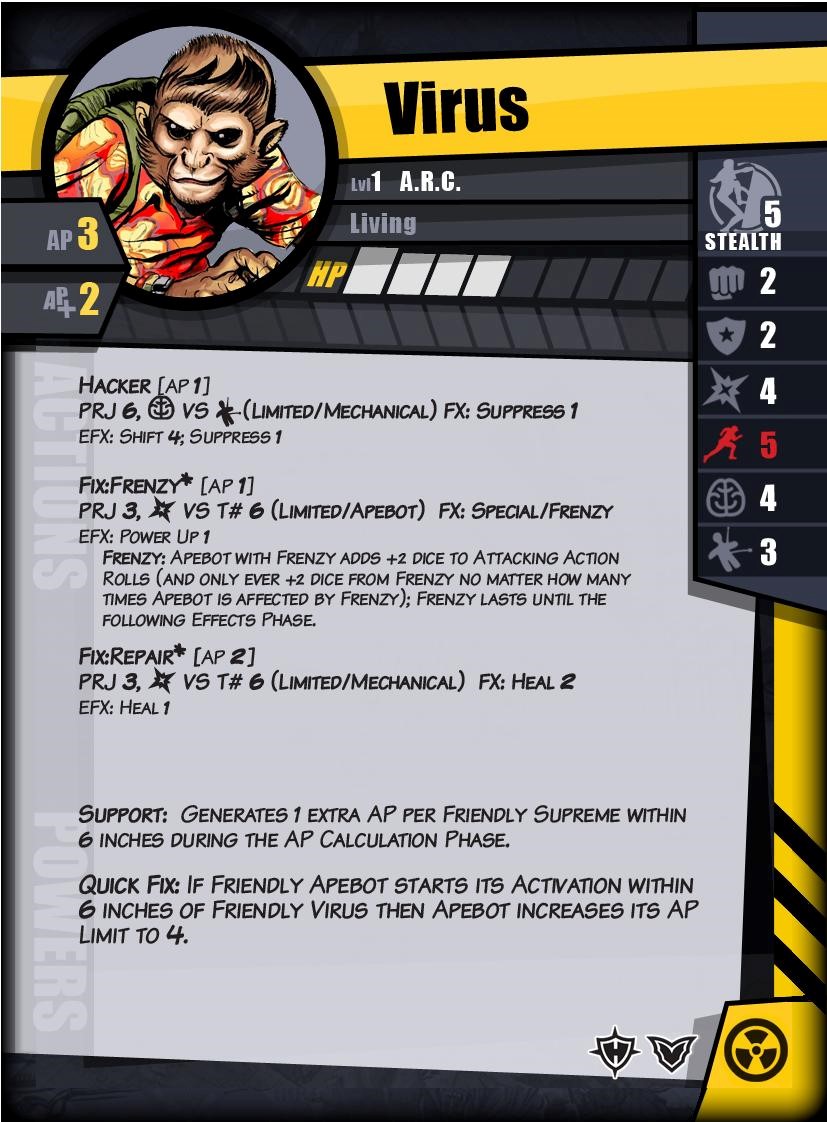 Virus
Lvl1 A.R.C.
Living
AP 3
AP+ 2
HP
5
STEALTH
2
2
4
5
4
3
ACTIONS
HACKER [AP 1]
PRJ 6, VS (LIMITED/MECHANICAL) FX: SUPPRESS 1
EFX: SHIFT 4; SUPPRESS 1
FIX:FRENZY* [AP 1]
PRJ 3, VS T# 6 (LIMITED/APEBOT) FX: SPECIAL/FRENZY
EFX: POWER UP 1
FRENZY: APEBOT WITH FRENZY ADDS +2 DICE TO ATTACKING ACTION
ROLLS (AND ONLY EVER +2 DICE FROM FRENZY NO MATTER HOW MANY
TIMES APEBOT IS AFFECTED BY FRENZY); FRENZY LASTS UNTIL THE
FOLLOWING EFFECTS PHASE.
FIX:REPAIR* [AP 2]
PRJ 3, VS T# 6 (LIMITED/MECHANICAL) FX: HEAL 2
EFX: HEAL 1
POWERS
SUPPORT: GENERATES 1 EXTRA AP PER FRIENDLY SUPREME WITHIN
6 INCHES DURING THE AP CALCULATION PHASE.
QUICK FIX: IF FRIENDLY APEBOT STARTS ITS ACTIVATION WITHIN
6 INCHES OF FRIENDLY VIRUS THEN APEBOT INCREASES ITS AP
LIMIT TO 4.
H